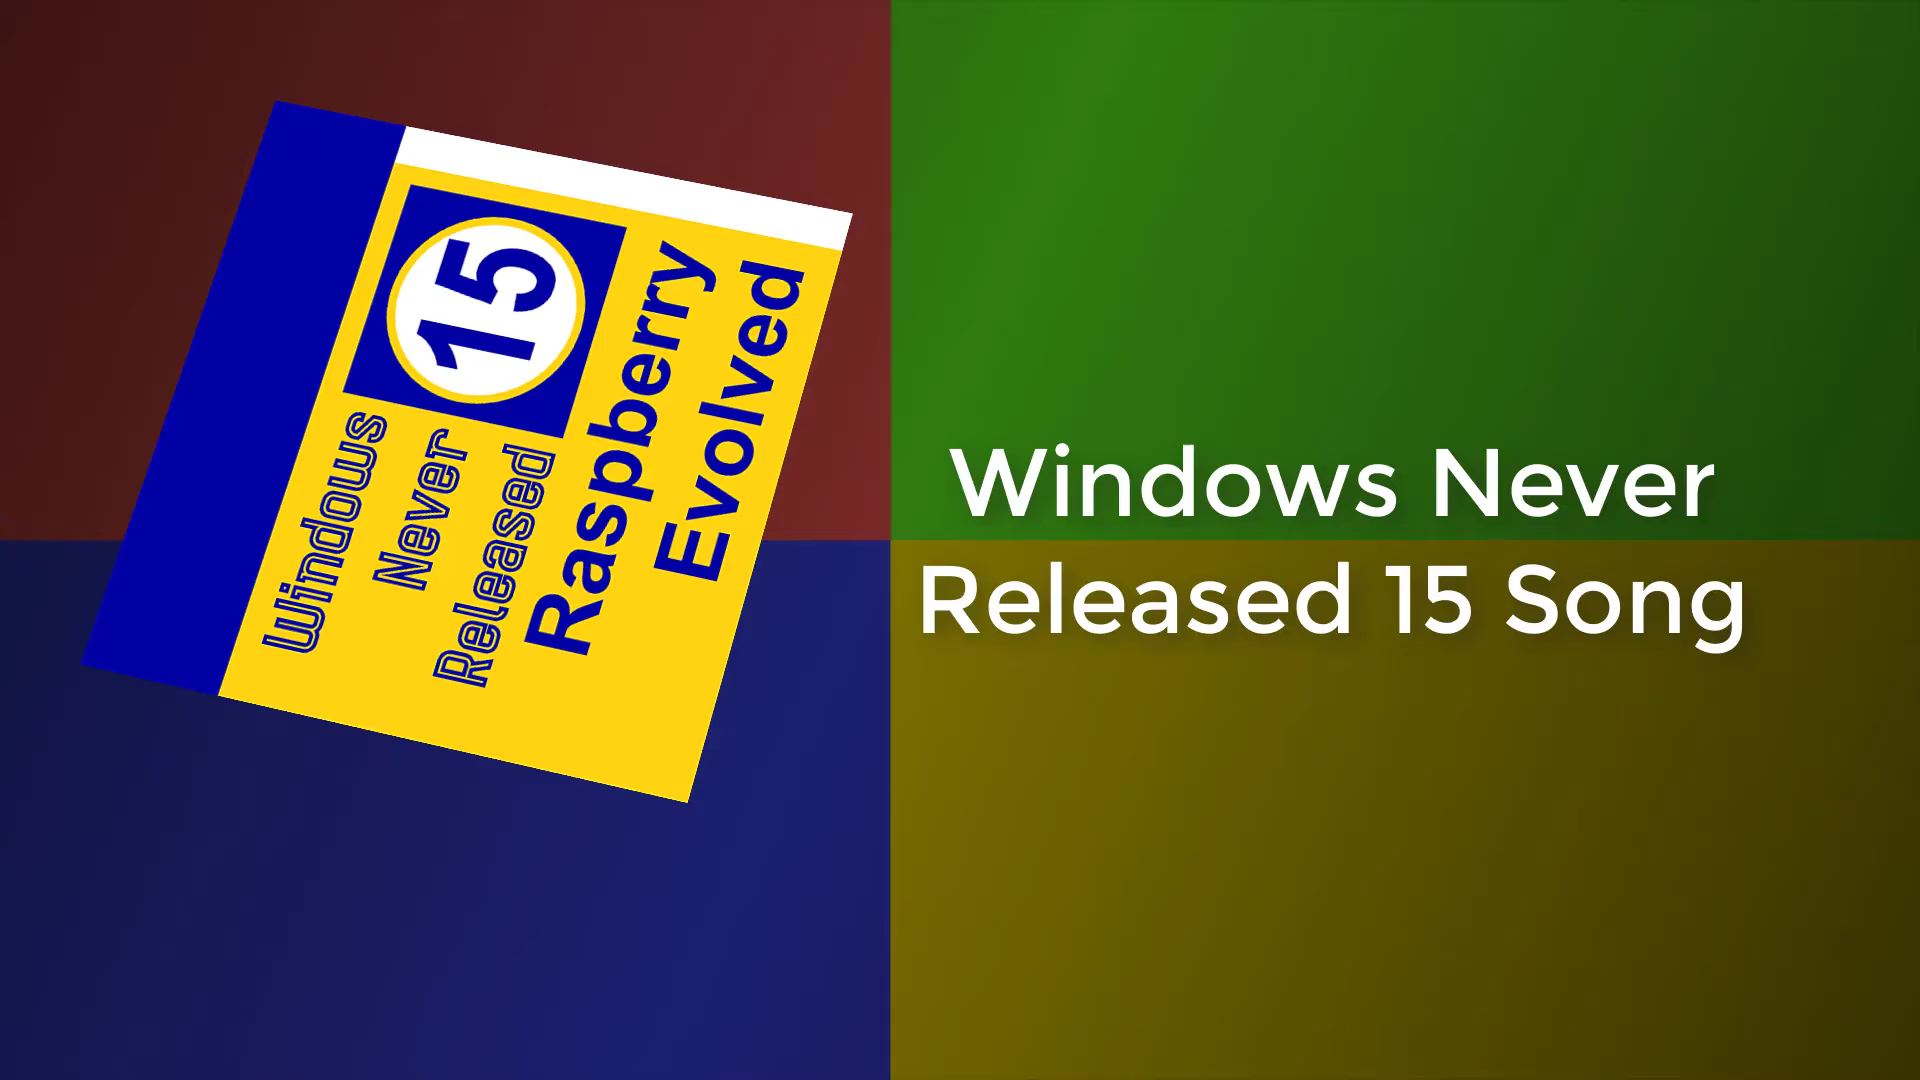 15
Windows
Never
Released
Raspberry
Evolved
Windows Never
Released 15 Song